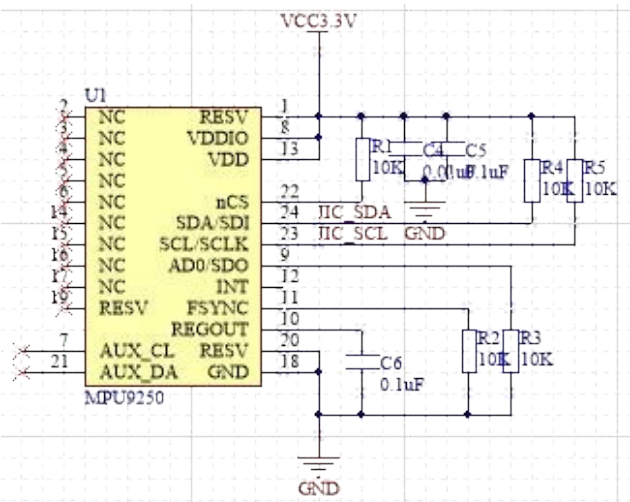 VCC3.3V
U1
2 NC RESV 1
3 NC VDDIO 8
4 NC VDD 13
5 NC
6 NC nCS 22
14 NC SDA/SDI 24 IIC_SDA
15 NC SCL/SCLK 23 IIC_SCL GND
16 NC AD0/SDO 9
17 NC INT 12
19 RESV FSYNC 11
REGOUT 10
7 AUX_CL RESV 20
21 AUX_DA GND 18
MPU9250
R1
10K
C4
0.01uF
C5
0.1uF
R4
10K
R5
10K
R2
10K
R3
10K
C6
0.1uF
GND